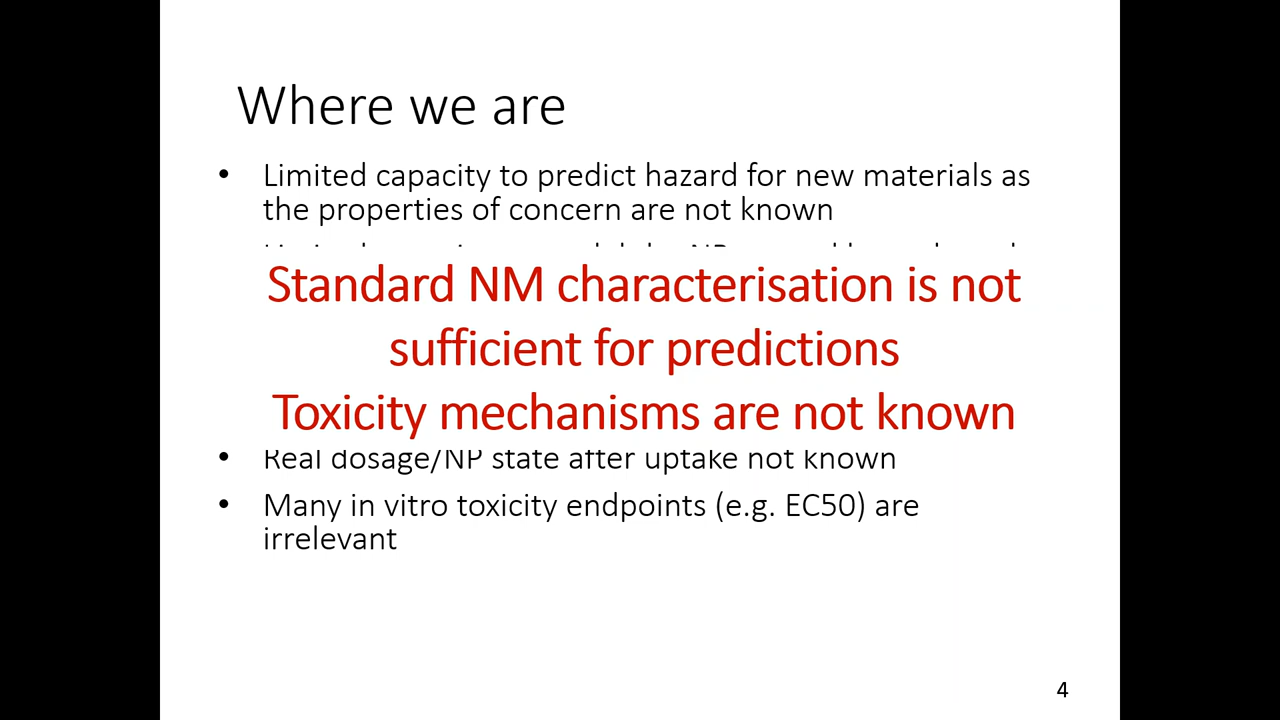 Where we are
• Limited capacity to predict hazard for new materials as
the properties of concern are not known
Standard NM characterisation is not
sufficient for predictions
Toxicity mechanisms are not known
• Real dosage/NP state after uptake not known
• Many in vitro toxicity endpoints (e.g. EC50) are
irrelevant
4